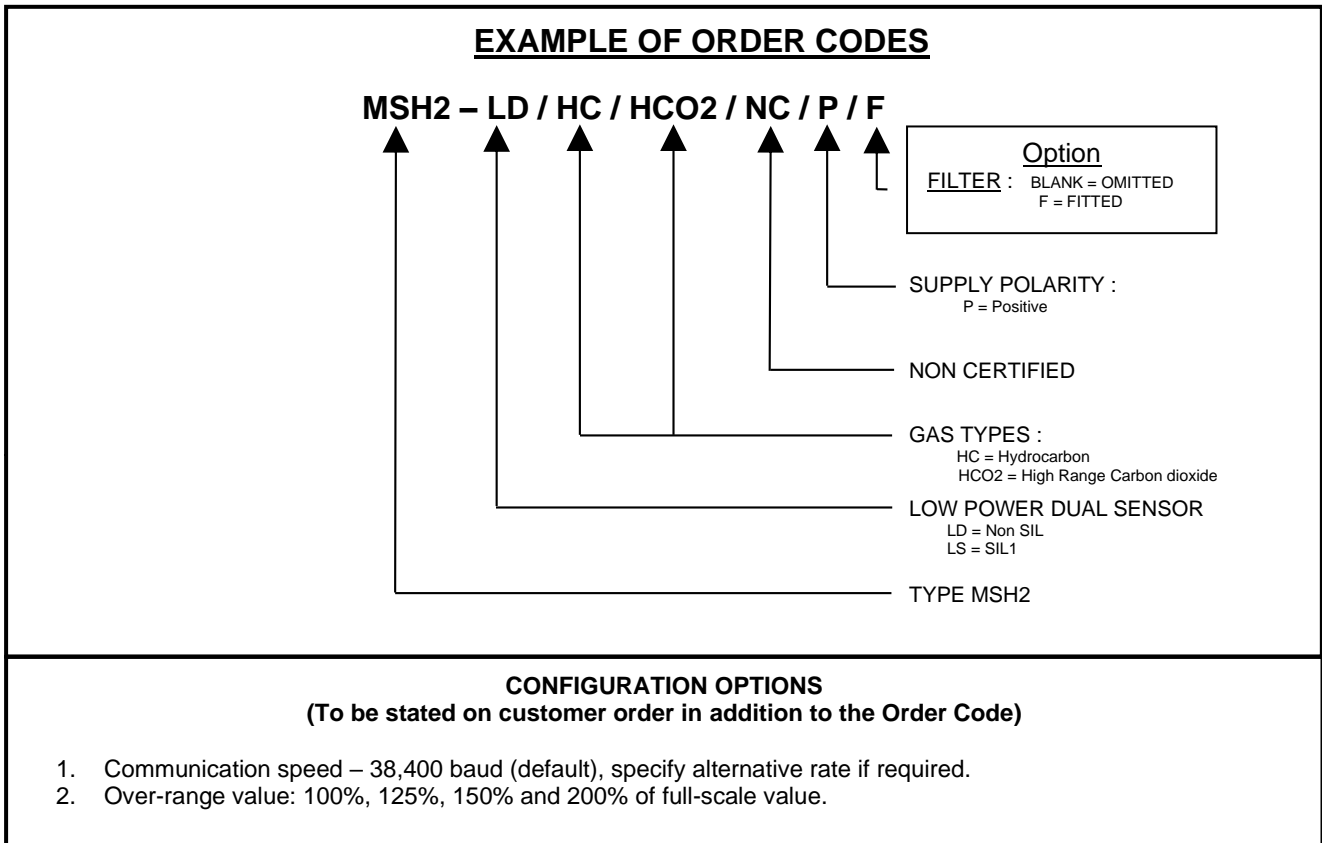 EXAMPLE OF ORDER CODES
MSH2 – LD / HC / HCO2 / NC / P / F
Option
FILTER : BLANK = OMITTED
F = FITTED
SUPPLY POLARITY :
P = Positive
NON CERTIFIED
GAS TYPES :
HC = Hydrocarbon
HCO2 = High Range Carbon dioxide
LOW POWER DUAL SENSOR
LD = Non SIL
LS = SIL1
TYPE MSH2
CONFIGURATION OPTIONS
(To be stated on customer order in addition to the Order Code)
1. Communication speed – 38,400 baud (default), specify alternative rate if required.
2. Over-range value: 100%, 125%, 150% and 200% of full-scale value.